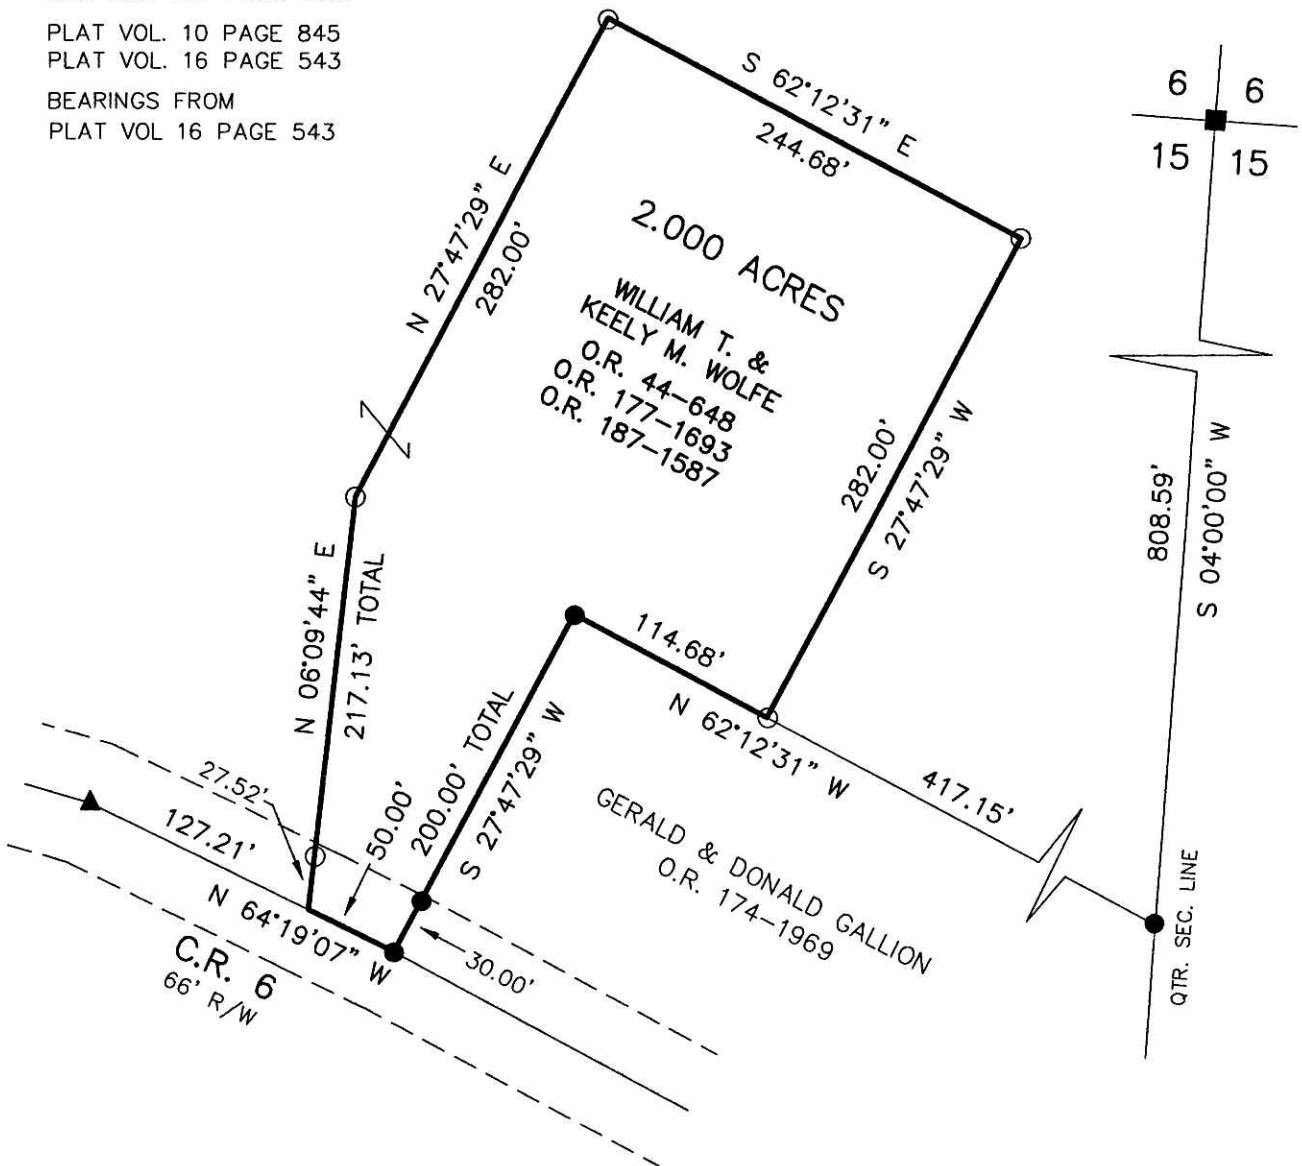 PLAT VOL. 10 PAGE 845
PLAT VOL. 16 PAGE 543
BEARINGS FROM
PLAT VOL 16 PAGE 543
S 62°12'31" E
244.68'
6 6
15 15
N 27°47'29" E
282.00'
2.000 ACRES
WILLIAM T. &
KEELY M. WOLFE
O.R. 44-648
O.R. 177-1693
O.R. 187-1587
282.00'
S 27°47'29" W
808.59'
S 04°00'00" W
N 06°09'44" E
217.13' TOTAL
114.68'
N 62°12'31" W
417.15'
200.00' TOTAL
S 27°47'29" W
27.52'
127.21'
50.00'
N 64°19'07" W
30.00'
C.R. 6
66' R/W
GERALD & DONALD GALLION
O.R. 174-1969
QTR. SEC. LINE